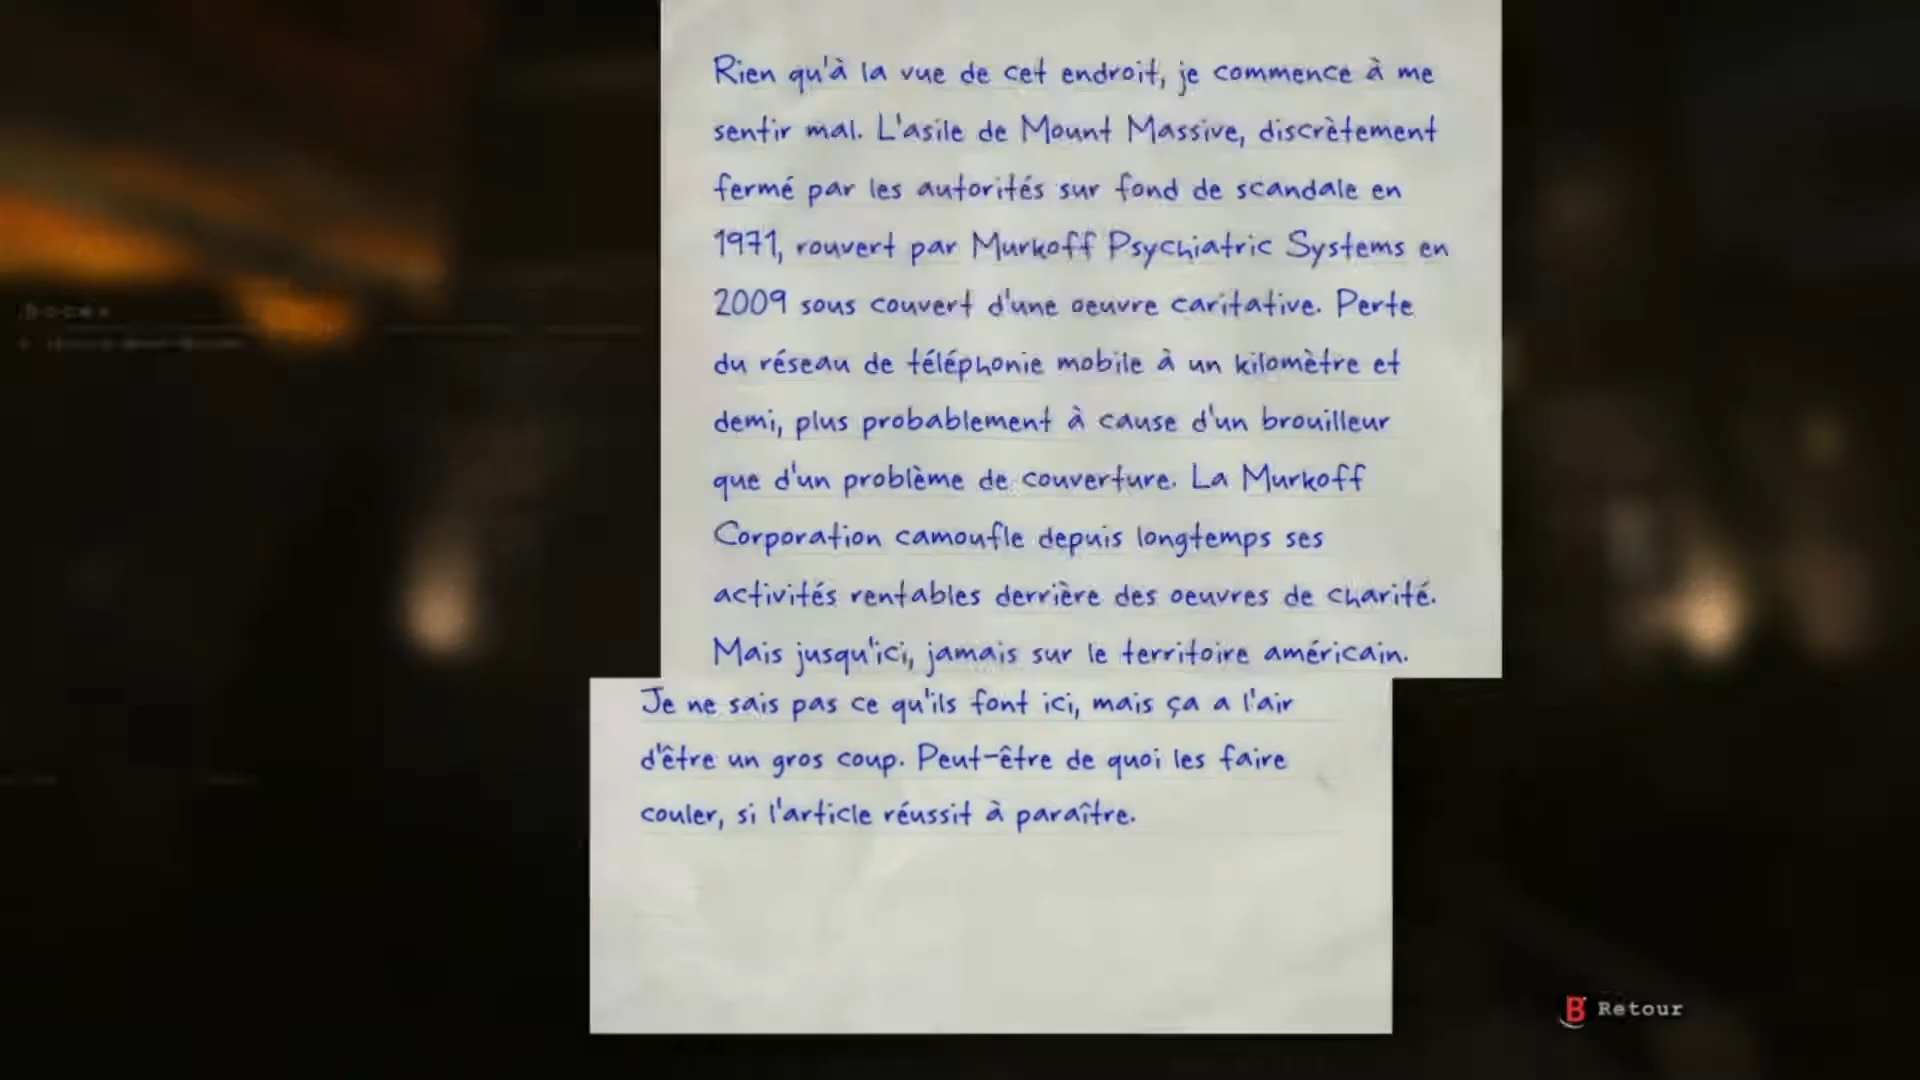 Rien qu'à la vue de cet endroit, je commence à me
sentir mal. L'asile de Mount Massive, discrètement
fermé par les autorités sur fond de scandale en
1971, rouvert par Murkoff Psychiatric Systems en
2009 sous couvert d'une oeuvre caritative. Perte
du réseau de téléphonie mobile à un kilomètre et
demi, plus probablement à cause d'un brouilleur
que d'un problème de couverture. La Murkoff
Corporation camoufle depuis longtemps ses
activités rentables derrière des oeuvres de charité.
Mais jusqu'ici, jamais sur le territoire américain.
Je ne sais pas ce qu'ils font ici, mais ça a l'air
d'être un gros coup. Peut-être de quoi les faire
couler, si l'article réussit à paraître.
B Retour